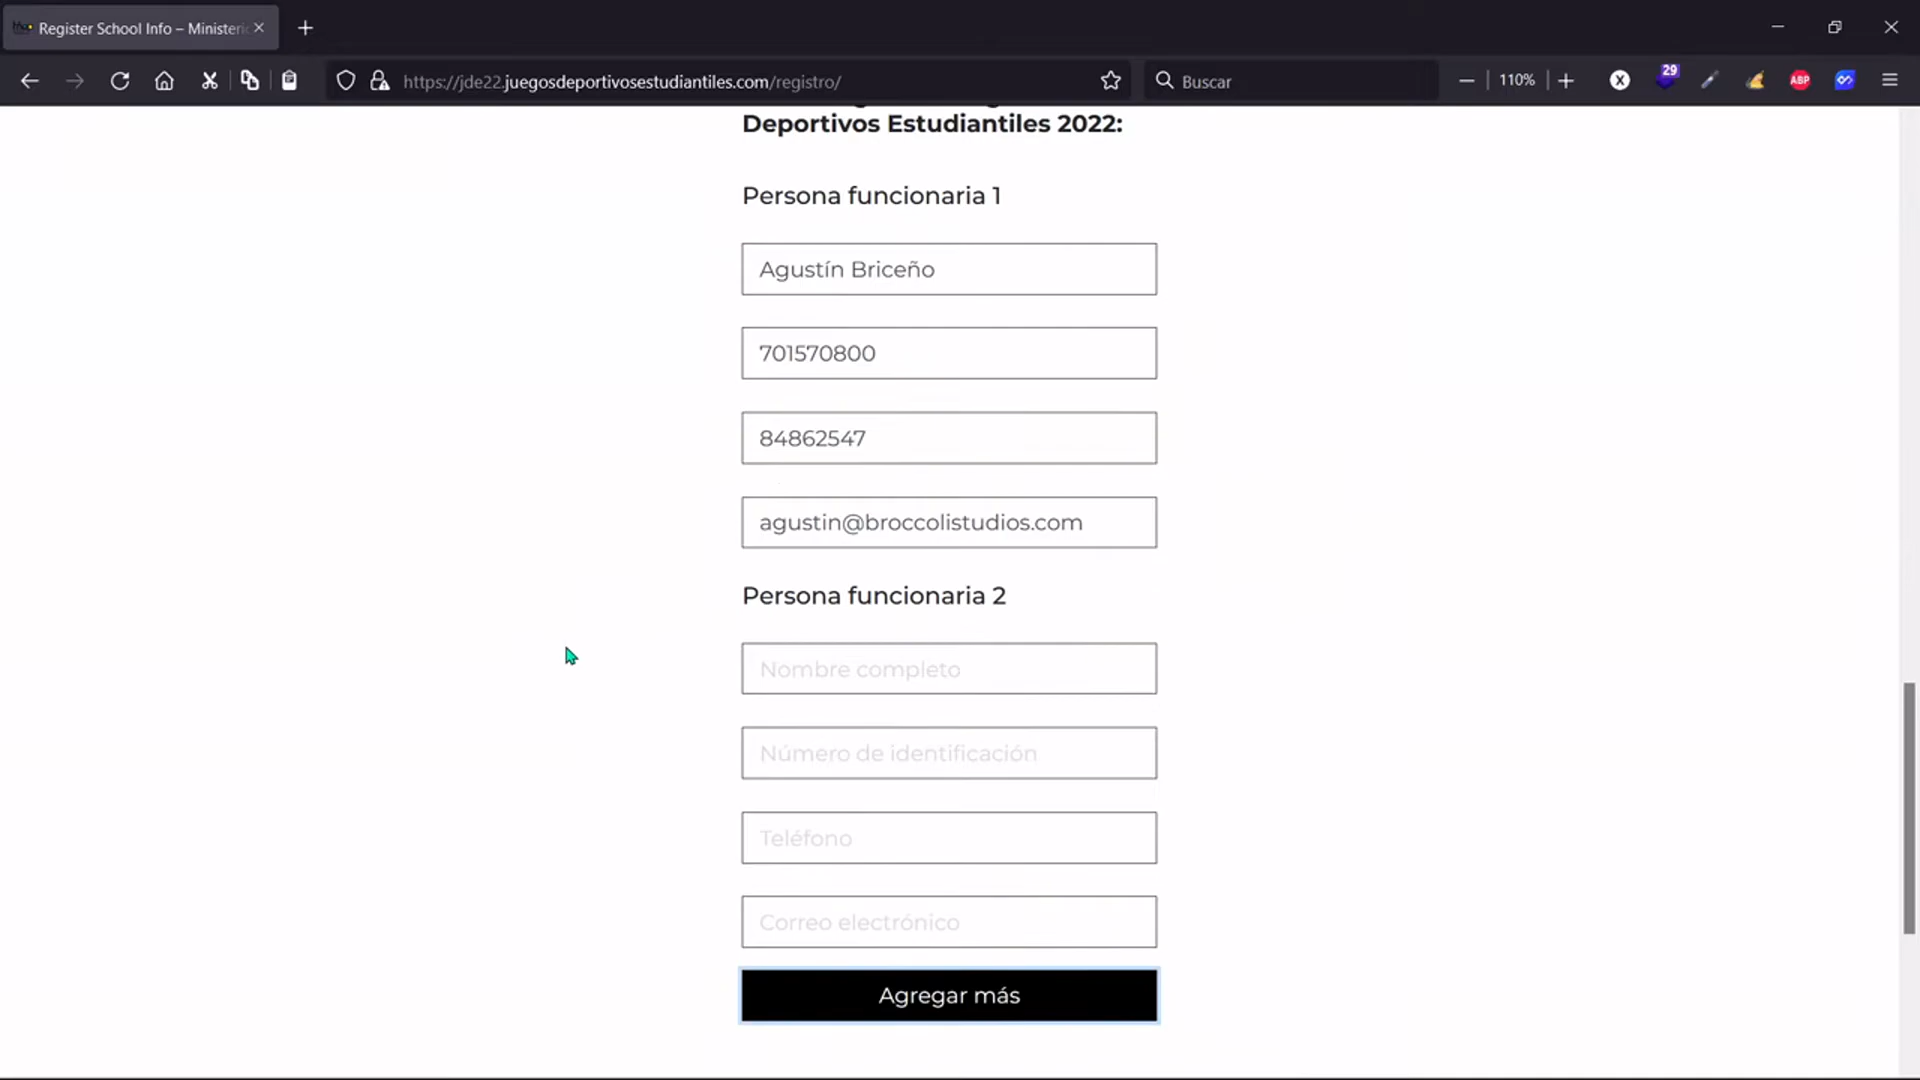 Register School Info – Ministeri
https://jde22.juegosdeportivosestudiantiles.com/registro/
Buscar
110%
29
ABP
Deportivos Estudiantiles 2022:
Persona funcionaria 1
Agustín Briceño
701570800
84862547
agustin@broccolistudios.com
Persona funcionaria 2
Nombre completo
Número de identificación
Teléfono
Correo electrónico
Agregar más